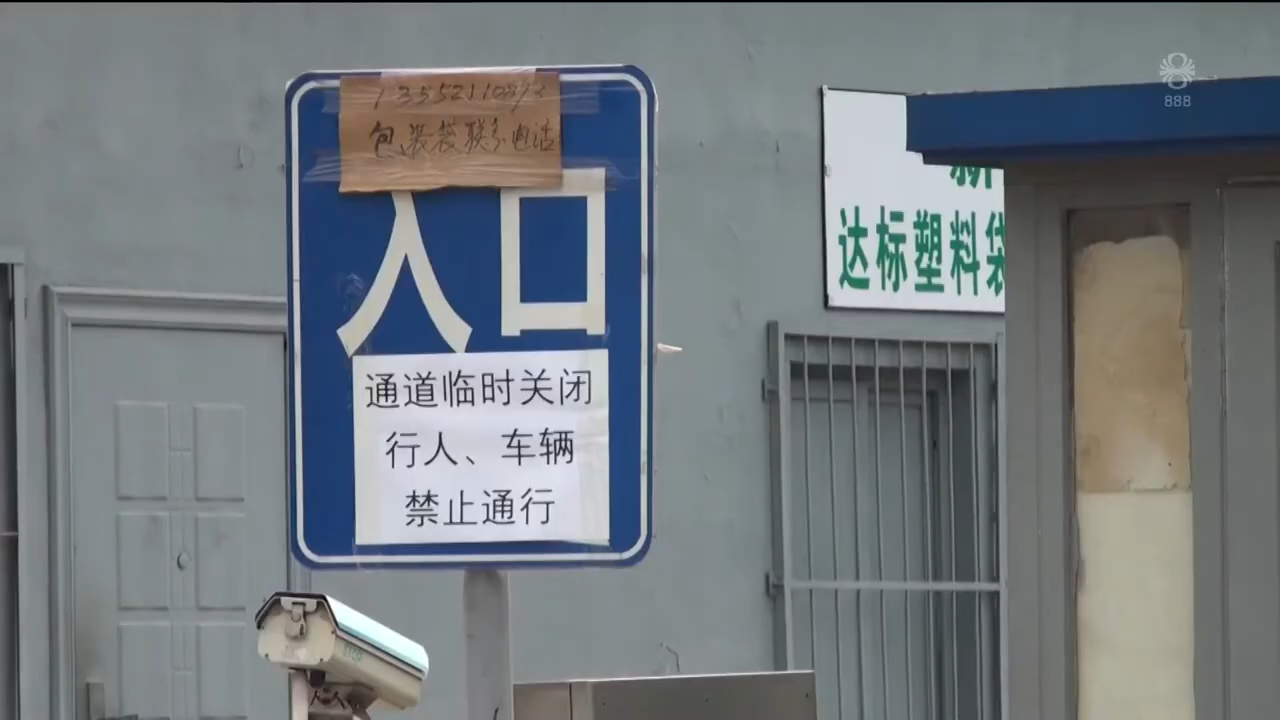 包装袋联系电话
入口
通道临时关闭
行人、车辆
禁止通行
达标塑料袋
888